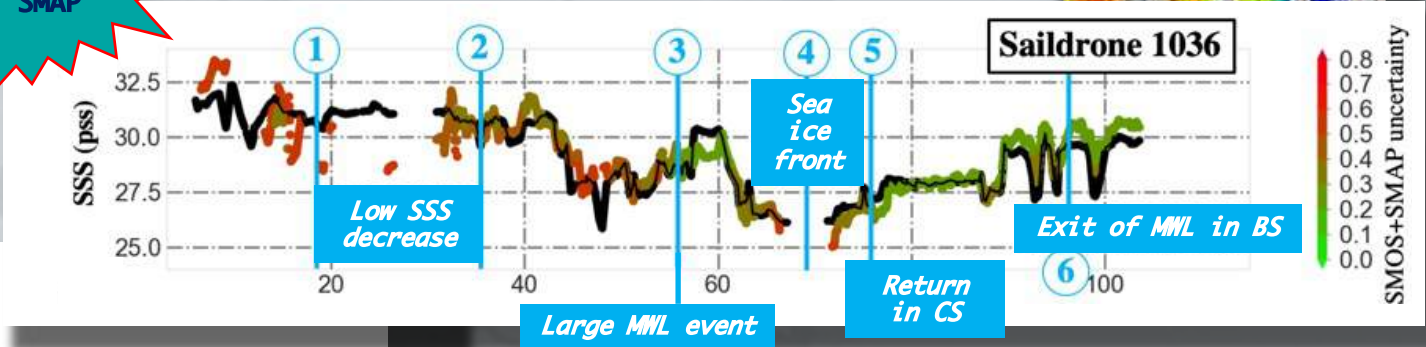 SMAP
Saildrone 1036
1
2
3
4
5
SSS (pss)
32.5
30.0
27.5
25.0
Sea
ice
front
Low SSS
decrease
Exit of MWL in BS
6
20
40
60
100
Large MWL event
Return
in CS
0.8
0.7
0.6
0.5
0.4
0.3
0.2
0.1
0.0
SMOS+SMAP uncertainty